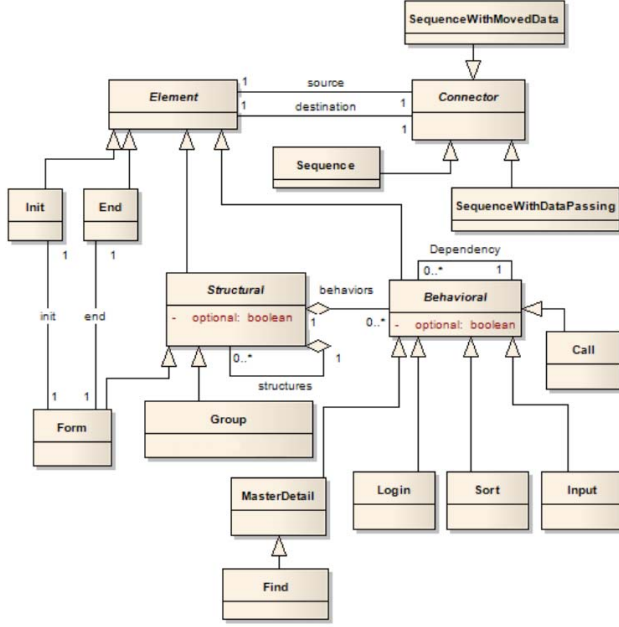 SequenceWithMovedData
Element
1
source
1
destination
1
1
Connector
Sequence
SequenceWithDataPassing
Init
1
End
1
Dependency
0..*
1
Structural
- optional: boolean
behaviors
1
0..*
Behavioral
- optional: boolean
init
end
0..*
1
structures
Call
1
1
Form
Group
MasterDetail
Login
Sort
Input
Find